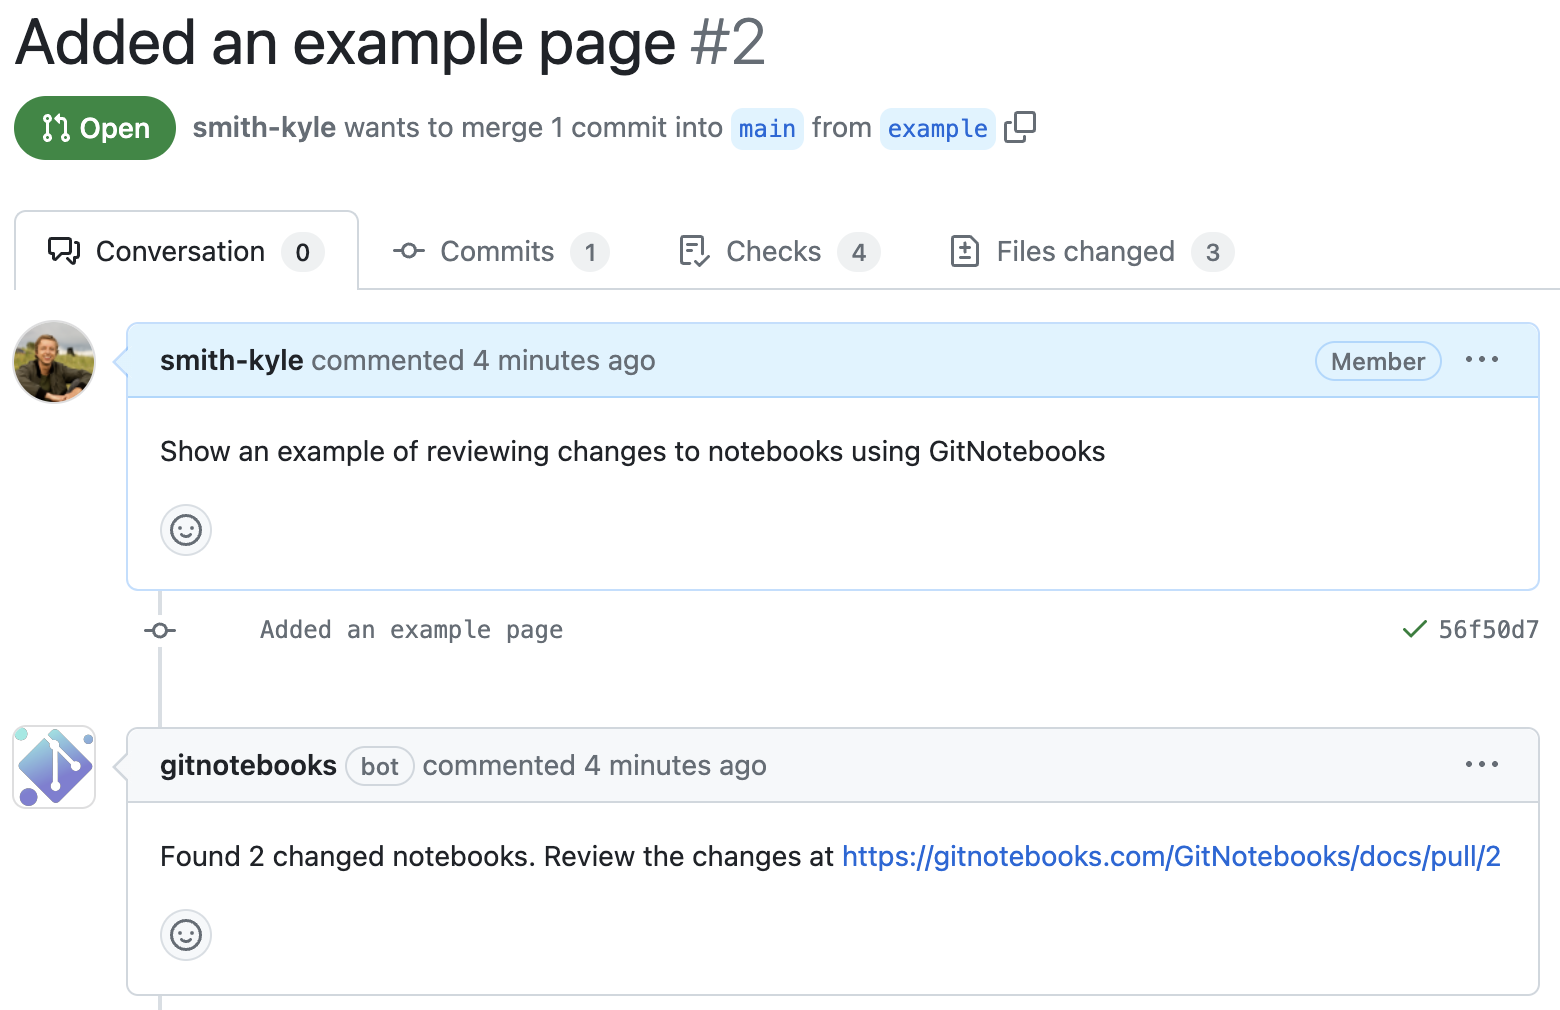 Added an example page #2
Open smith-kyle wants to merge 1 commit into main from example
Conversation 0 Commits 1 Checks 4 Files changed 3
smith-kyle commented 4 minutes ago Member
Show an example of reviewing changes to notebooks using GitNotebooks
Added an example page 56f50d7
gitnotebooks bot commented 4 minutes ago
Found 2 changed notebooks. Review the changes at https://gitnotebooks.com/GitNotebooks/docs/pull/2